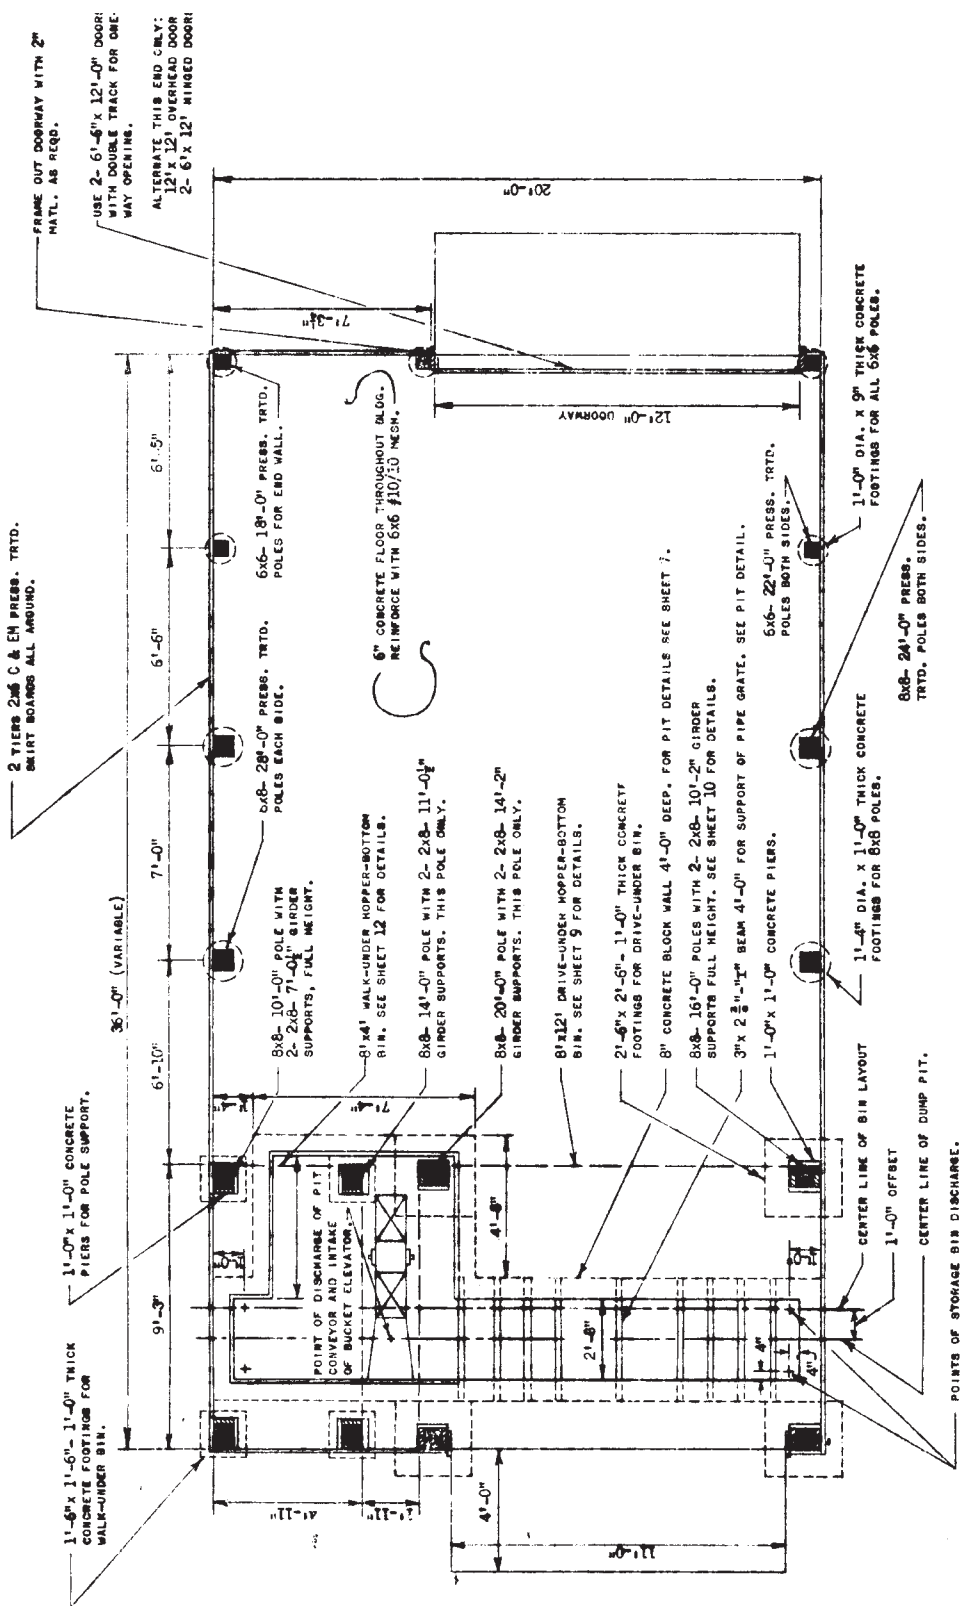 FRAME OUT DOORWAY WITH 2"
MATL. AS REQD.
USE 2- 6'-6" x 12'-0" DOORS
WITH DOUBLE TRACK FOR ONE-
WAY OPENING.
ALTERNATE THIS END ONLY:
12'x 12' OVERHEAD DOOR
2- 6'x 12' HINGED DOORS
2 TIERS 2X6 C & EM PRESS. TRTD.
SKIRT BOARDS ALL AROUND.
20'-0"
7'-3½"
12'-0" DOORWAY
36'-0" (VARIABLE)
6'-5"
6'-6"
7'-0"
6'-10"
9'-3"
6x6- 18'-0" PRESS. TRTD.
POLES FOR END WALL.
6" CONCRETE FLOOR THROUGHOUT BLDG.
REINFORCE WITH 6x6 #10/10 MESH.
8x8- 28'-0" PRESS. TRTD.
POLES EACH SIDE.
1'-0" DIA. x 9" THICK CONCRETE
FOOTINGS FOR ALL 6x6 POLES.
6x6- 22'-0" PRESS. TRTD.
POLES BOTH SIDES.
8x8- 24'-0" PRESS.
TRTD. POLES BOTH SIDES.
1'-4" DIA. x 1'-0" THICK CONCRETE
FOOTINGS FOR 8x8 POLES.
8x8- 10'-0" POLE WITH
2- 2x8- 7'-0½" GIRDER
SUPPORTS, FULL HEIGHT.
8'x4' WALK-UNDER HOPPER-BOTTOM
BIN. SEE SHEET 12 FOR DETAILS.
8x8- 14'-0" POLE WITH 2- 2x8- 11'-0½"
GIRDER SUPPORTS. THIS POLE ONLY.
8x8- 20'-0" POLE WITH 2- 2x8- 14'-2"
GIRDER SUPPORTS. THIS POLE ONLY.
8'x12' DRIVE-UNDER HOPPER-BOTTOM
BIN. SEE SHEET 9 FOR DETAILS.
2'-6"x 2'-6"- 1'-0" THICK CONCRETE
FOOTINGS FOR DRIVE-UNDER BIN.
8" CONCRETE BLOCK WALL 4'-0" DEEP. FOR PIT DETAILS SEE SHEET 7.
8x8- 16'-0" POLES WITH 2- 2x8- 10'-2" GIRDER
SUPPORTS FULL HEIGHT. SEE SHEET 10 FOR DETAILS.
3"x 2 ⅜"-"I" BEAM 4'-0" FOR SUPPORT OF PIPE GRATE. SEE PIT DETAIL.
1'-0"x 1'-0" CONCRETE PIERS.
1'-0"x 1'-0" CONCRETE
PIERS FOR POLE SUPPORT.
1'-6"x 1'-6"- 1'-0" THICK
CONCRETE FOOTINGS FOR
WALK-UNDER BIN.
7'-4"
4'-8"
POINT OF DISCHARGE OF PIT
CONVEYOR AND INTAKE
OF BUCKET ELEVATOR.
2'-8"
4"
4"
4'-11"
1'-11"
4'-0"
11'-0"
CENTER LINE OF BIN LAYOUT
1'-0" OFFSET
CENTER LINE OF DUMP PIT.
POINTS OF STORAGE BIN DISCHARGE.